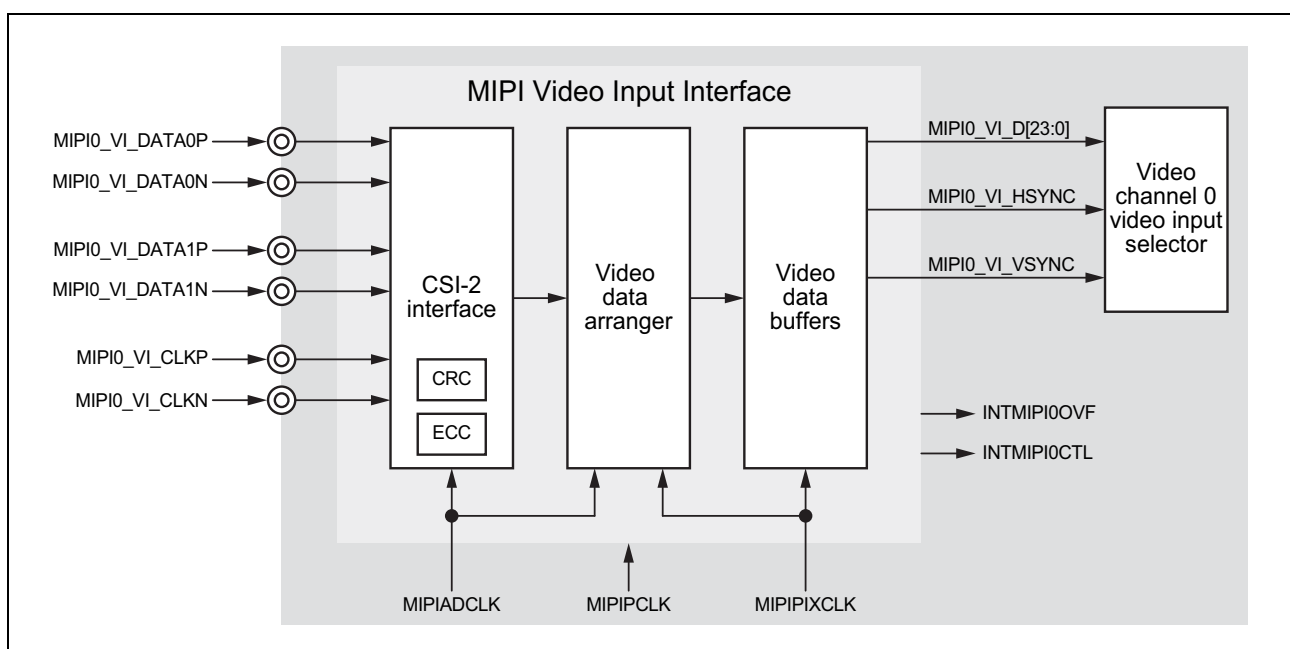 MIPI Video Input Interface
MIPI0_VI_DATA0P
MIPI0_VI_DATA0N
MIPI0_VI_DATA1P
MIPI0_VI_DATA1N
MIPI0_VI_CLKP
MIPI0_VI_CLKN
CSI-2
interface
CRC
ECC
Video
data
arranger
Video
data
buffers
MIPI0_VI_D[23:0]
MIPI0_VI_HSYNC
MIPI0_VI_VSYNC
Video
channel 0
video input
selector
INTMIPI0OVF
INTMIPI0CTL
MIPIADCLK
MIPIPCLK
MIPIPIXCLK